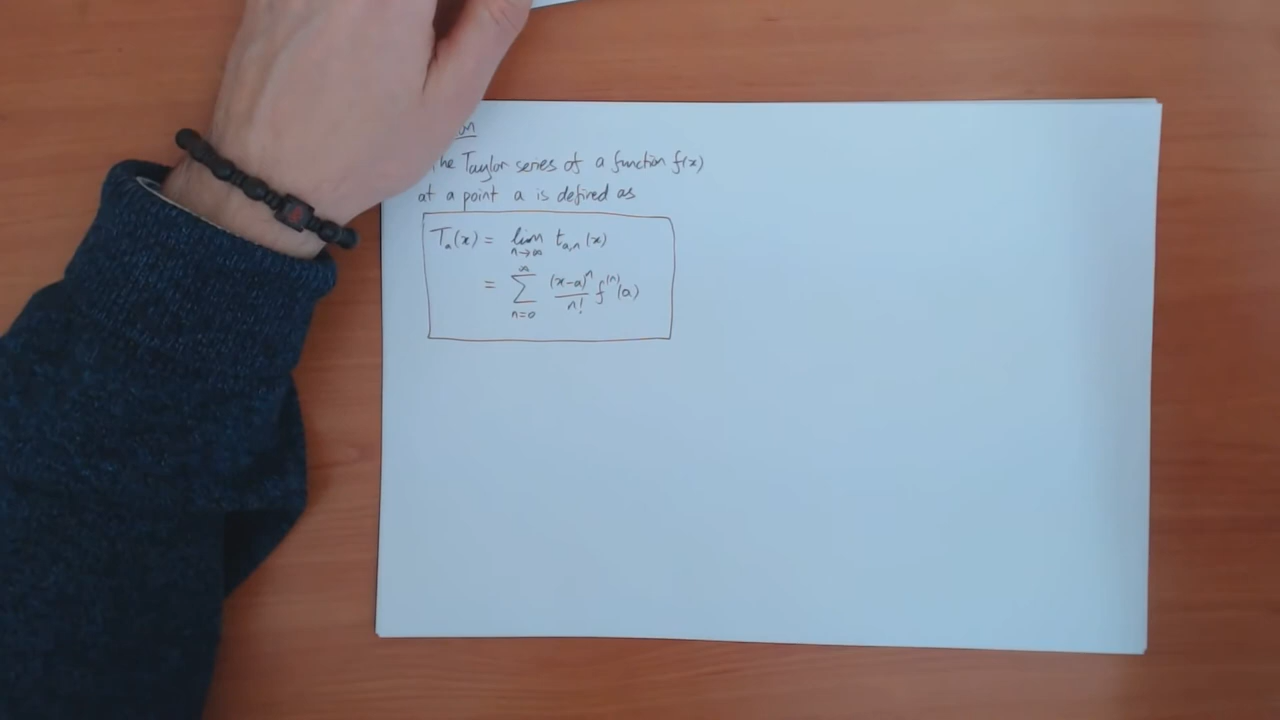 The Taylor series of a function f(x)
at a point a is defined as
Tₐ(x) = lim n→∞ tₐ,ₙ(x)
= ∑ n=0 ∞ (x-a)ⁿ/n! f⁽ⁿ⁾(a)